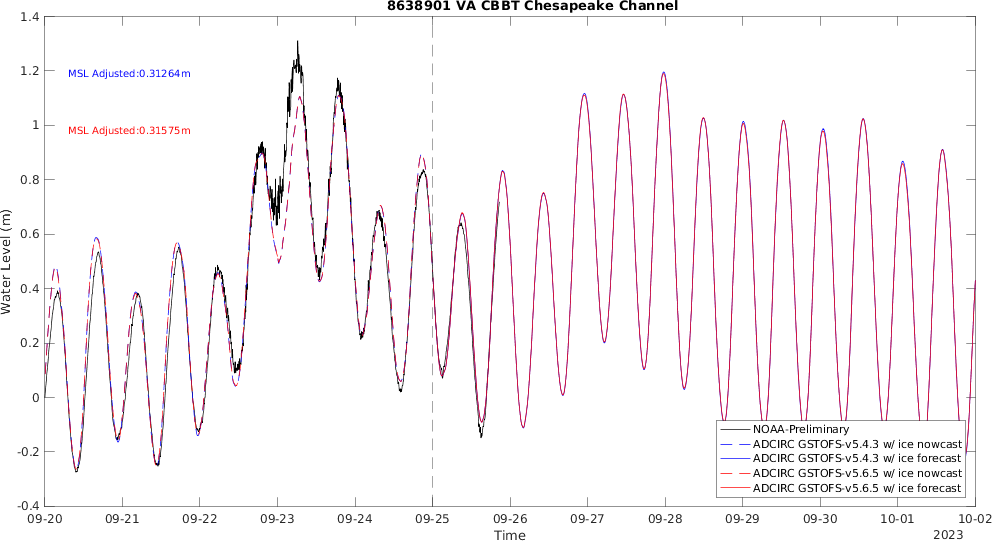 8638901 VA CBBT Chesapeake Channel
1.4
1.2
1
0.8
0.6
0.4
0.2
0
-0.2
-0.4
Water Level (m)
MSL Adjusted:0.31264m
MSL Adjusted:0.31575m
NOAA-Preliminary
ADCIRC GSTOFS-v5.4.3 w/ ice nowcast
ADCIRC GSTOFS-v5.4.3 w/ ice forecast
ADCIRC GSTOFS-v5.6.5 w/ ice nowcast
ADCIRC GSTOFS-v5.6.5 w/ ice forecast
09-20 09-21 09-22 09-23 09-24 09-25 09-26 09-27 09-28 09-29 09-30 10-01 10-02
Time
2023